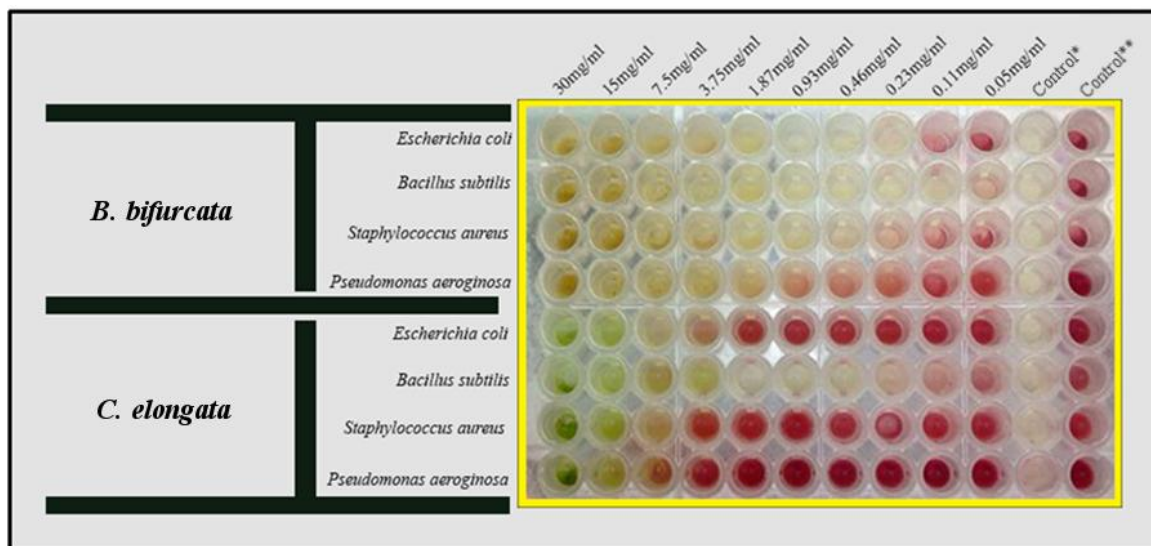 30mg/ml 15mg/ml 7.5mg/ml 3.75mg/ml 1.87mg/ml 0.93mg/ml 0.46mg/ml 0.23mg/ml 0.11mg/ml 0.05mg/ml Control* Control**
B. bifurcata
Escherichia coli
Bacillus subtilis
Staphylococcus aureus
Pseudomonas aeroginosa
C. elongata
Escherichia coli
Bacillus subtilis
Staphylococcus aureus
Pseudomonas aeroginosa